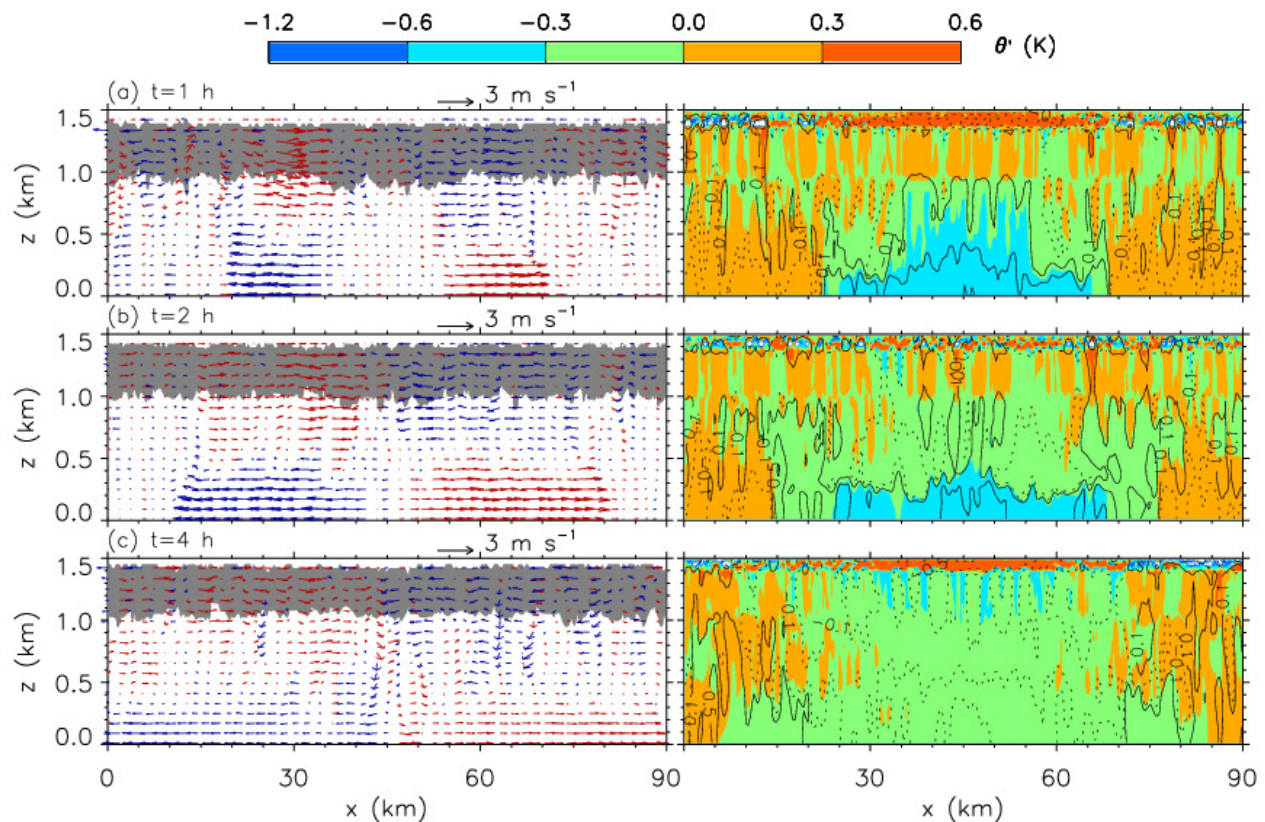 −1.2 −0.6 −0.3 0.0 0.3 0.6
θ' (K)
(a) t=1 h 3 m s⁻¹
1.5
1.0
0.5
0.0
z (km)
(b) t=2 h 3 m s⁻¹
1.5
1.0
0.5
0.0
z (km)
(c) t=4 h 3 m s⁻¹
1.5
1.0
0.5
0.0
z (km)
0 30 60 90 30 60 90
x (km) x (km)